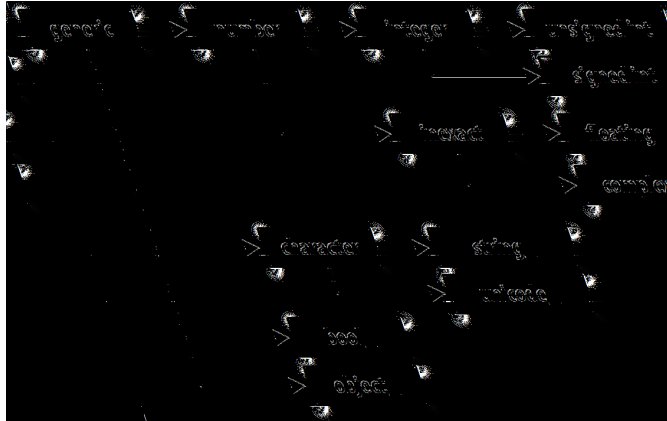 generic number integer unsigned int
signed int
inexact floating
complex
character string
unicode
bool
object